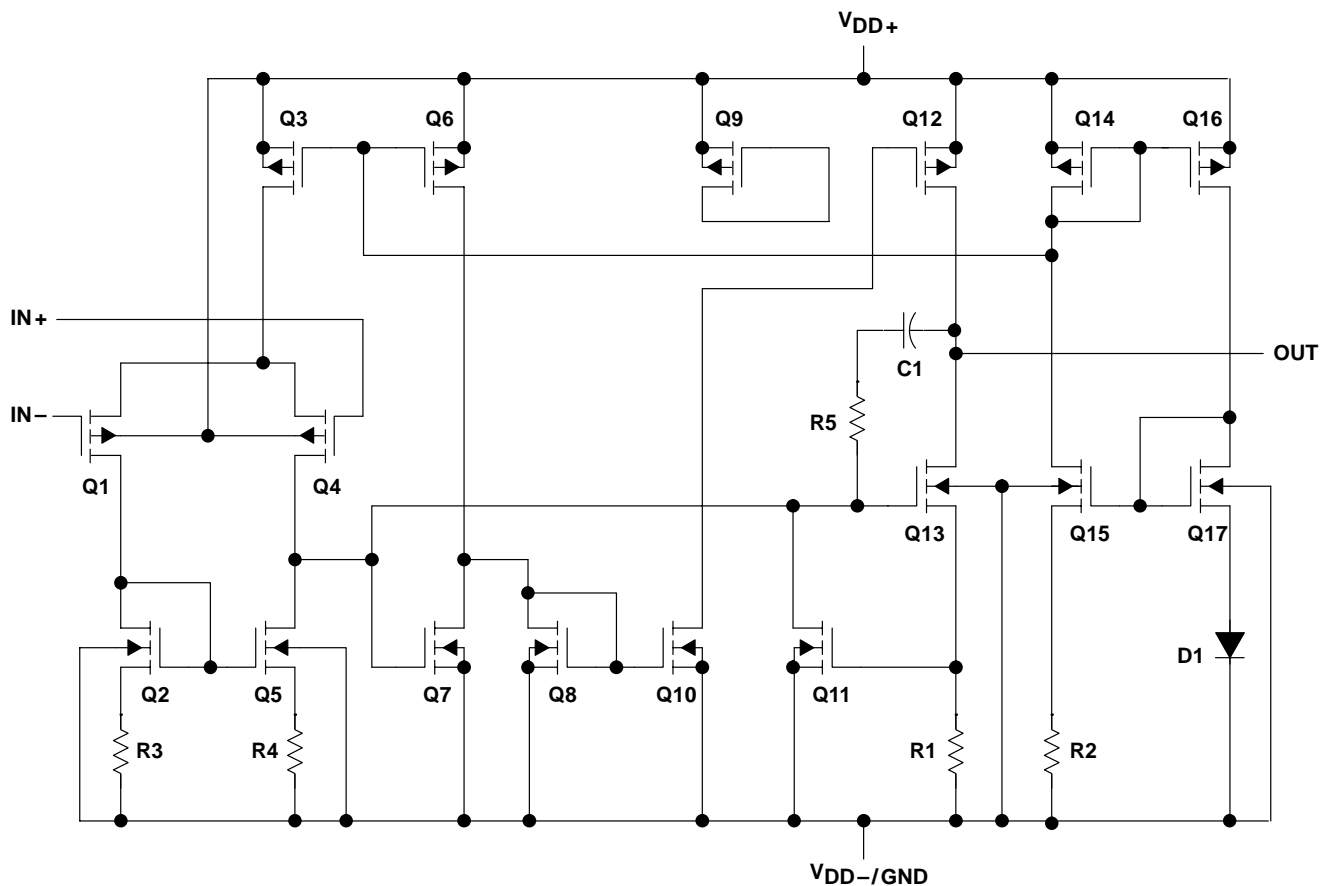 VDD+
Q3
Q6
Q9
Q12
Q14
Q16
IN+
OUT
C1
IN−
R5
Q1
Q4
Q13
Q15
Q17
D1
Q2
Q5
Q7
Q8
Q10
Q11
R3
R4
R1
R2
VDD−/GND